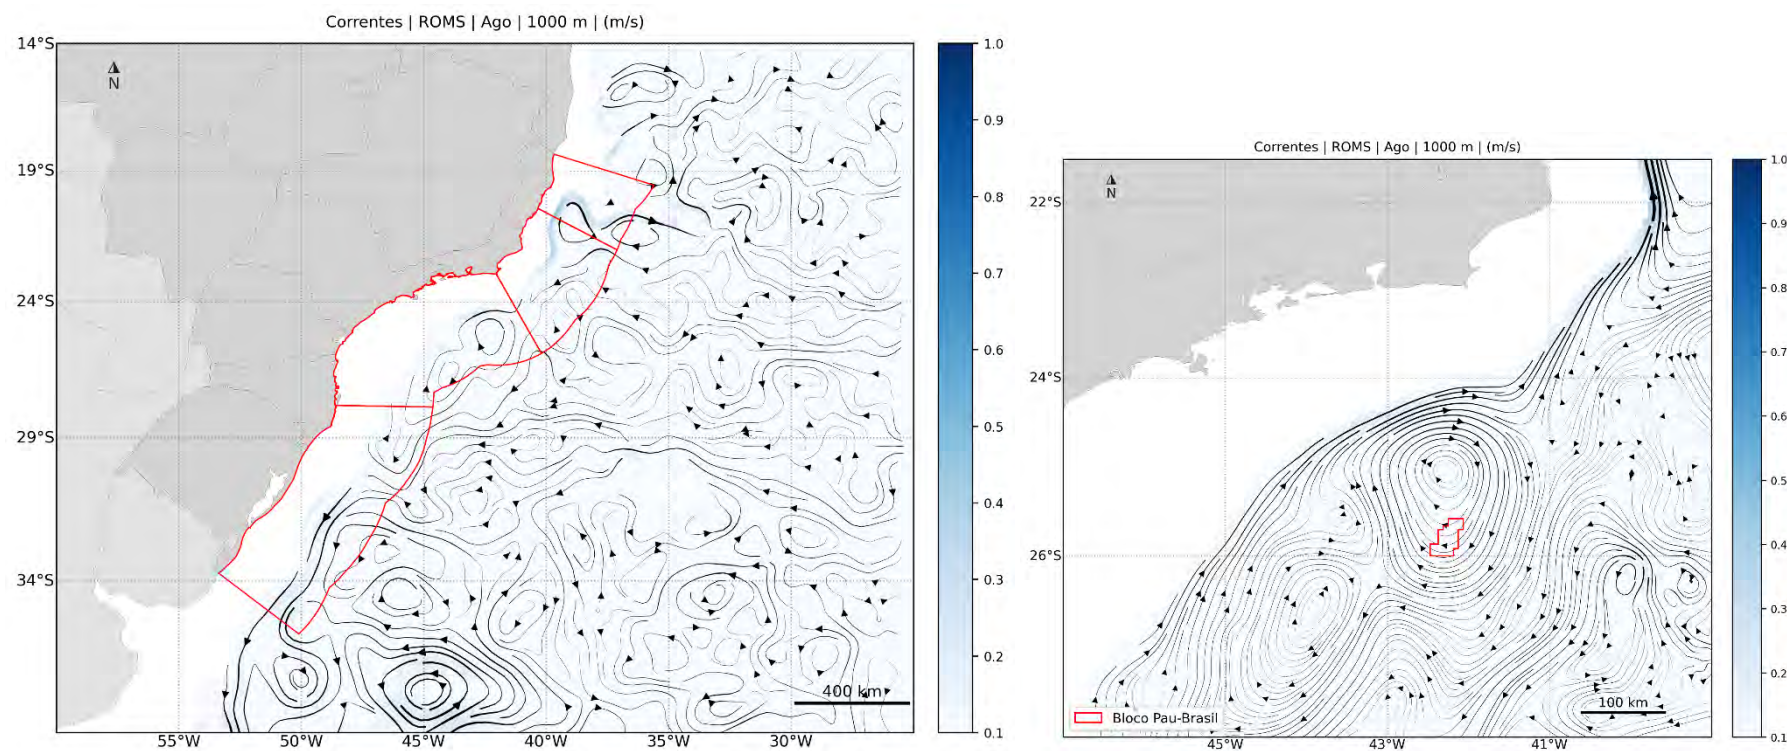 Correntes | ROMS | Ago | 1000 m | (m/s)
14°S
19°S
24°S
29°S
34°S
N
55°W
50°W
45°W
40°W
35°W
30°W
400 km
1.0
0.9
0.8
0.7
0.6
0.5
0.4
0.3
0.2
0.1
Correntes | ROMS | Ago | 1000 m | (m/s)
22°S
24°S
26°S
N
45°W
43°W
41°W
Bloco Pau-Brasil
100 km
1.0
0.9
0.8
0.7
0.6
0.5
0.4
0.3
0.2
0.1